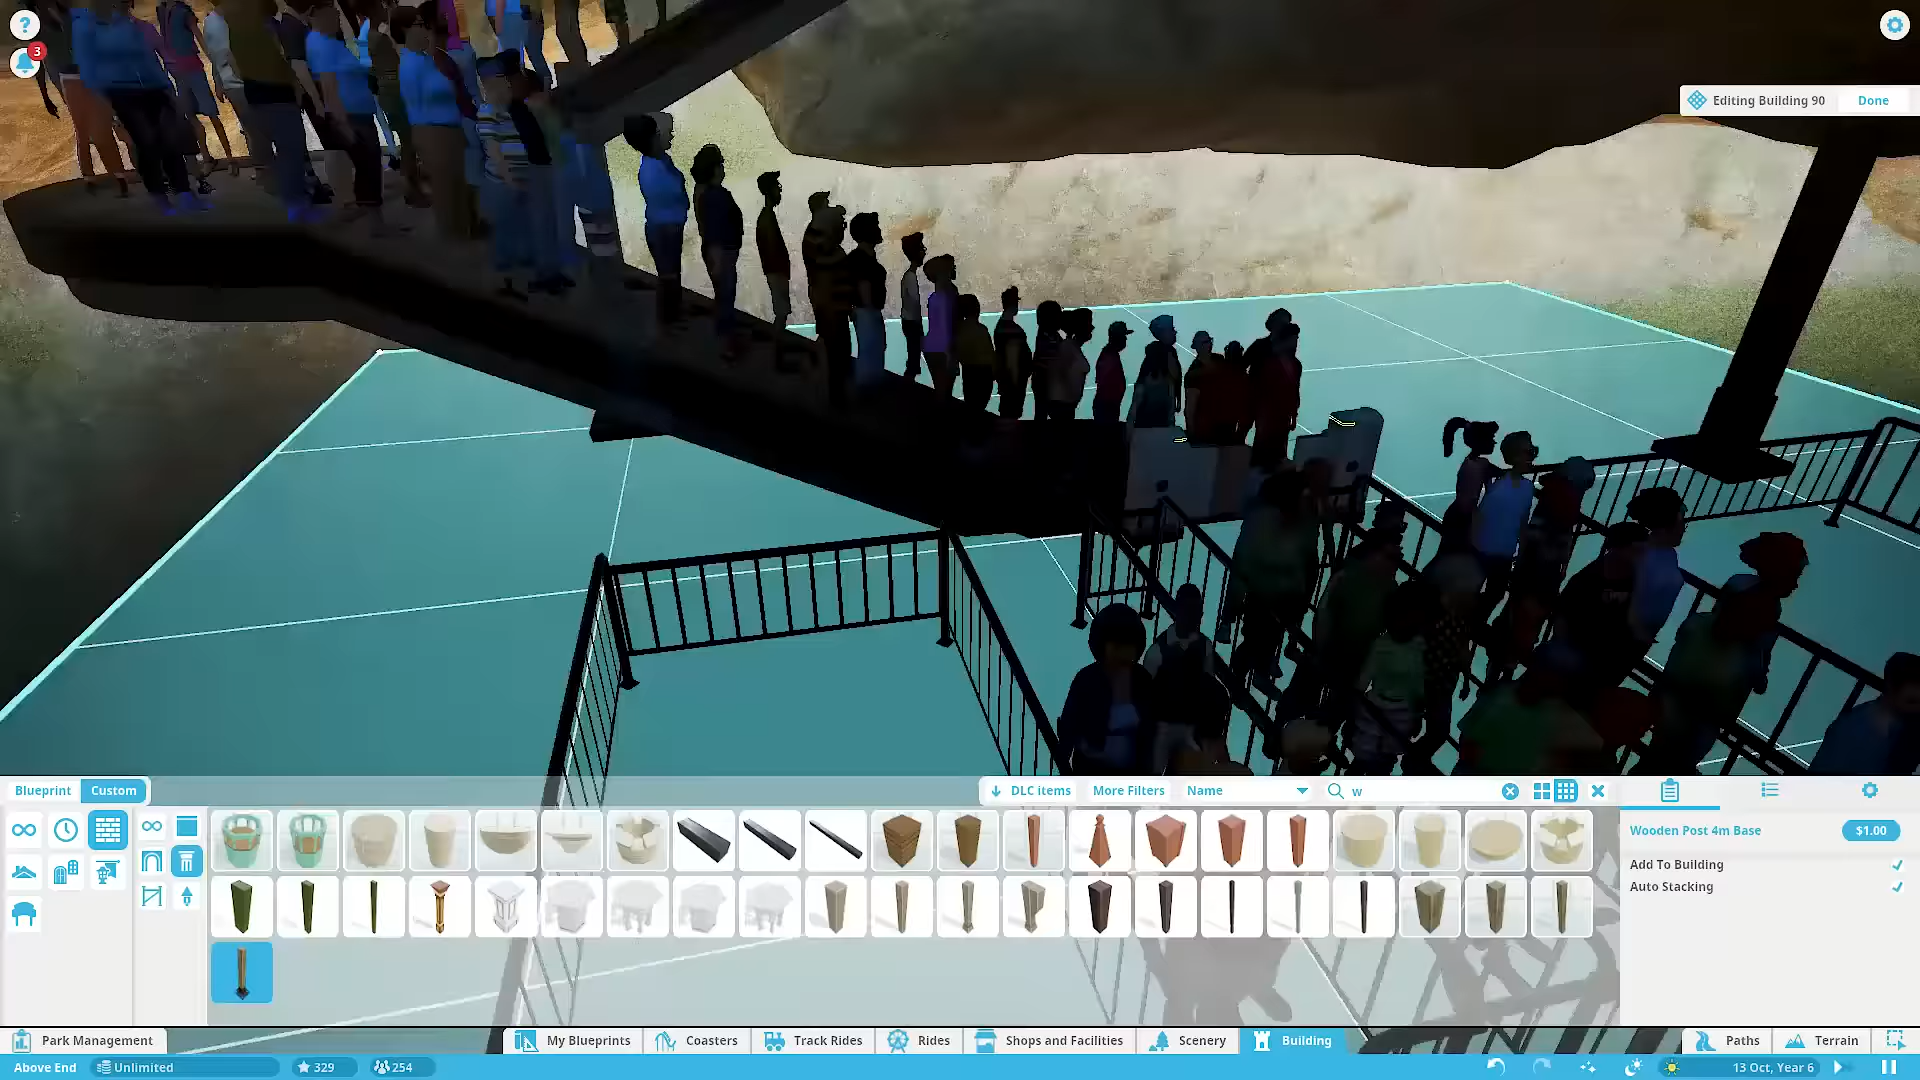 ?
3
Editing Building 90 Done
Blueprint Custom
DLC items More Filters Name w
Wooden Post 4m Base $1.00
Add To Building
Auto Stacking
Park Management My Blueprints Coasters Track Rides Rides Shops and Facilities Scenery Building Paths Terrain
Above End Unlimited 329 254 13 Oct, Year 6